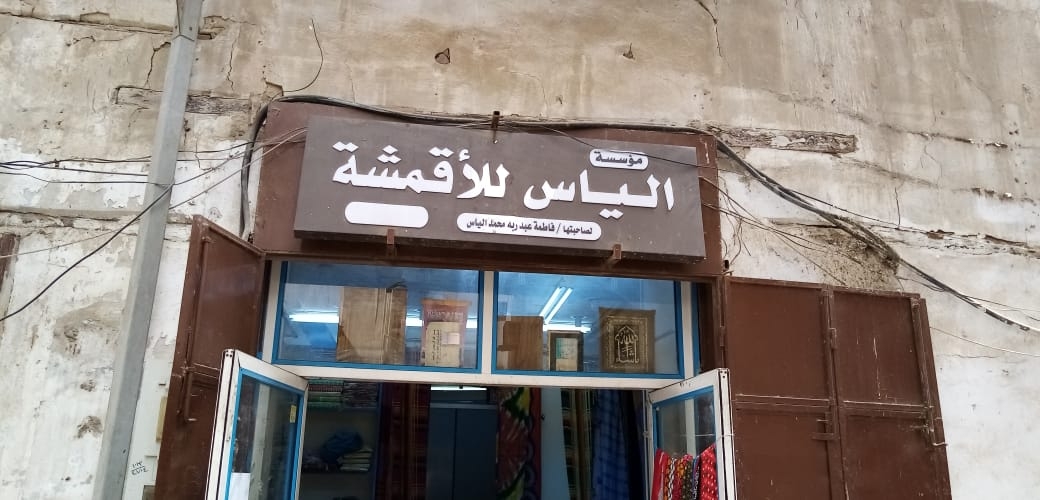 مؤسسة
الياس للأقمشة
لصاحبتها / فاطمة عبد ربه محمد الياس